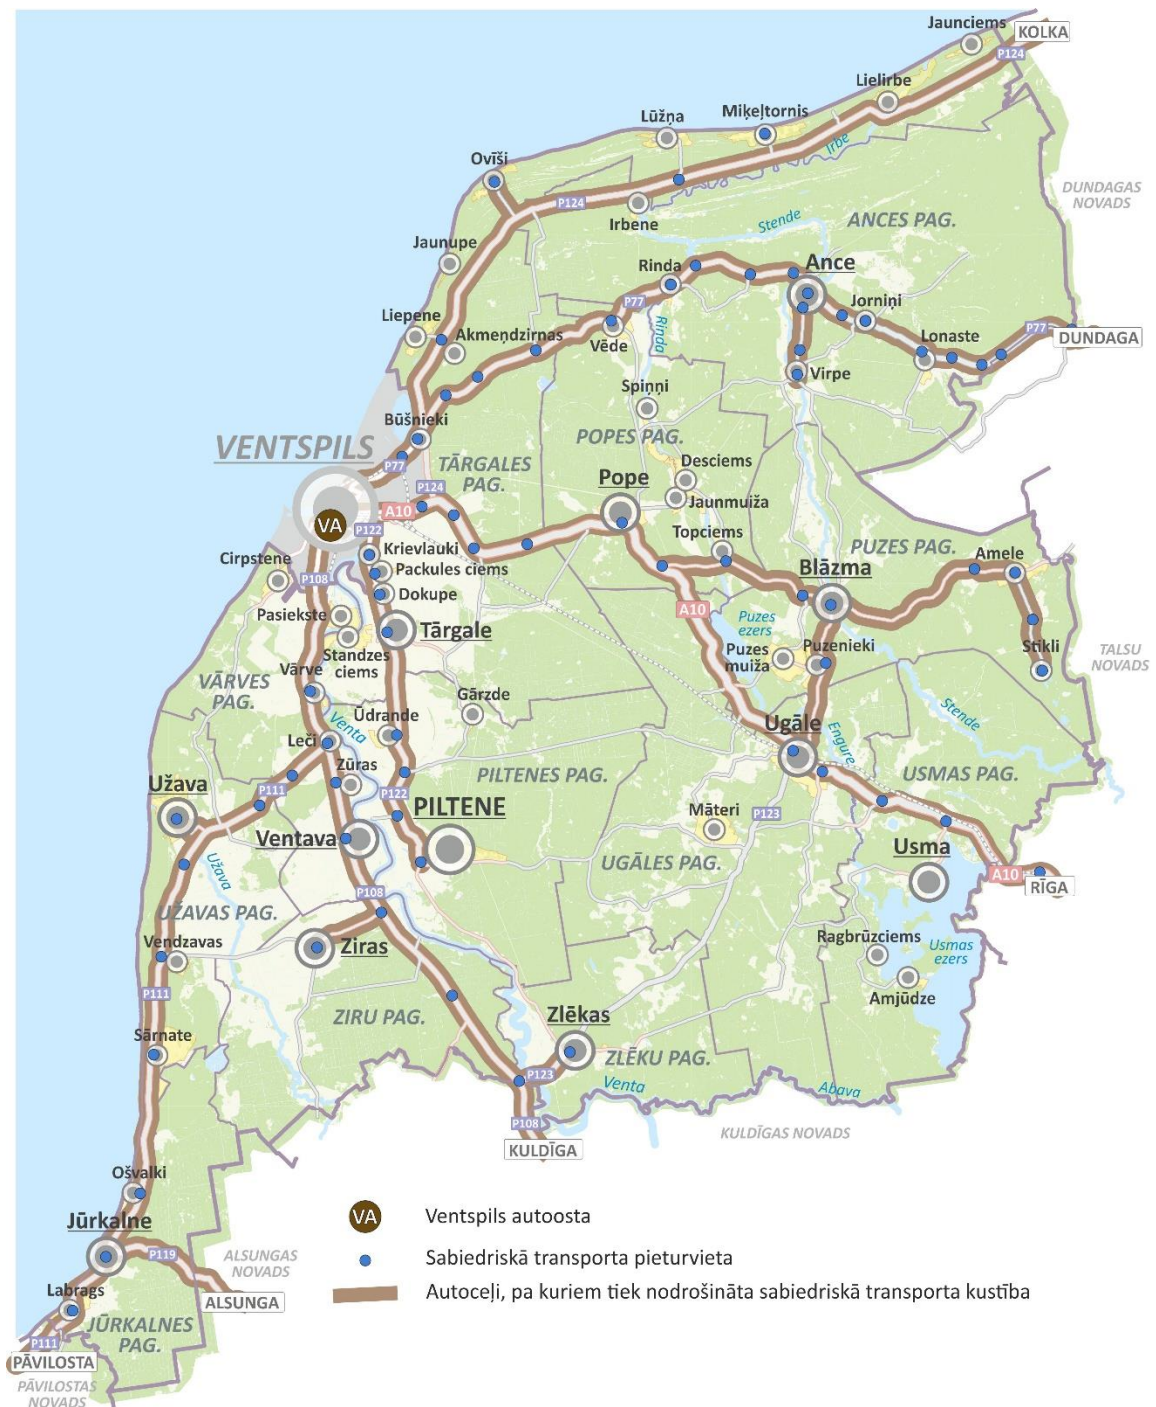 Jaunciems
KOLKA
P124
Lielirbe
Miķeļtornis
Lūžņa
Irbe
Ovīši
P124
Irbene
DUNDAGAS
NOVADS
ANCES PAG.
Stende
Jaunupe
Rinda
Ance
P77
Liepene
Akmeņdzirnas
Vēde
Rinda
Jorniņi
Lonaste
P77
DUNDAGA
Virpe
Spiņņi
Būšnieki
POPES PAG.
VENTSPILS
P77
TĀRGALES
PAG.
P124
Desciems
Pope
Jaunmuiža
A10
VA
P122
Topciems
PUZES PAG.
Krievlauki
Cirpstene
Packules ciems
Amele
P108
Blāzma
Dokupe
Pasiekste
A10
Puzes
ezers
Tārgale
Puzenieki
Puzes
muiža
Stikli
TALSU
NOVADS
Standzes
ciems
Vārve
VĀRVES
PAG.
Gārzde
Ūdrande
Venta
Ugāle
Engure
Stende
Leči
Zūras
PILTENES PAG.
USMAS PAG.
Užava
P111
P122
PILTENE
Māteri
P123
Ventava
Usma
UGĀLES PAG.
Užava
A10
RĪGA
P108
UŽAVAS PAG.
Vendzavas
Ziras
Ragbrūzciems
Usmas
ezers
P111
Amjūdze
ZIRU PAG.
Zlēkas
Sārnate
ZLĒKU PAG.
P123
Venta
Abava
P108
KULDĪGAS NOVADS
KULDĪGA
Ošvalki
Jūrkalne
P119
ALSUNGAS
NOVADS
Labrags
ALSUNGA
JŪRKALNES
PAG.
P111
PĀVILOSTA
PĀVILOSTAS
NOVADS
VA
Ventspils autoosta
Sabiedriskā transporta pieturvieta
Autoceļi, pa kuriem tiek nodrošināta sabiedriskā transporta kustība